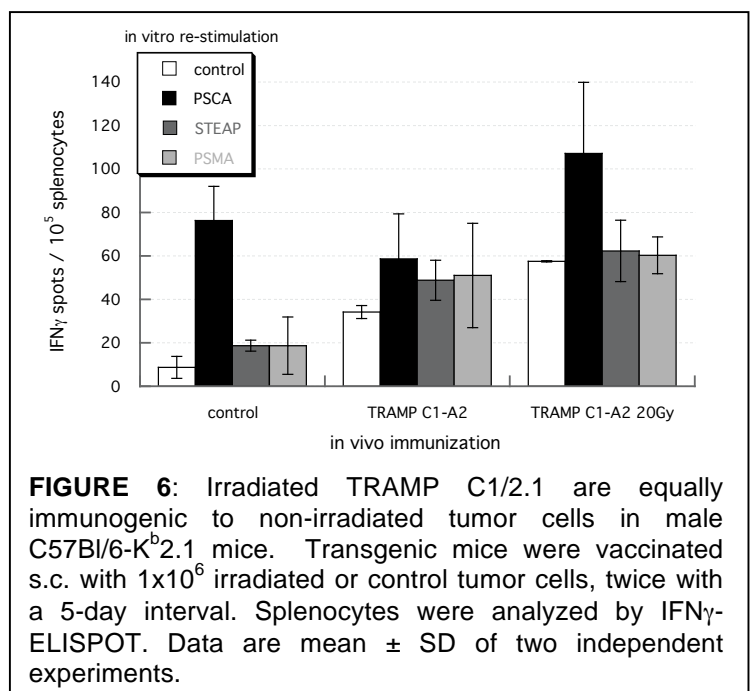 in vitro re-stimulation
control
PSCA
STEAP
PSMA
IFNγ spots / 10⁵ splenocytes
140
120
100
80
60
40
20
0
control TRAMP C1-A2 TRAMP C1-A2 20Gy
in vivo immunization
FIGURE 6: Irradiated TRAMP C1/2.1 are equally
immunogenic to non-irradiated tumor cells in male
C57Bl/6-Kᵇ2.1 mice. Transgenic mice were vaccinated
s.c. with 1x10⁶ irradiated or control tumor cells, twice with
a 5-day interval. Splenocytes were analyzed by IFNγ-
ELISPOT. Data are mean ± SD of two independent
experiments.